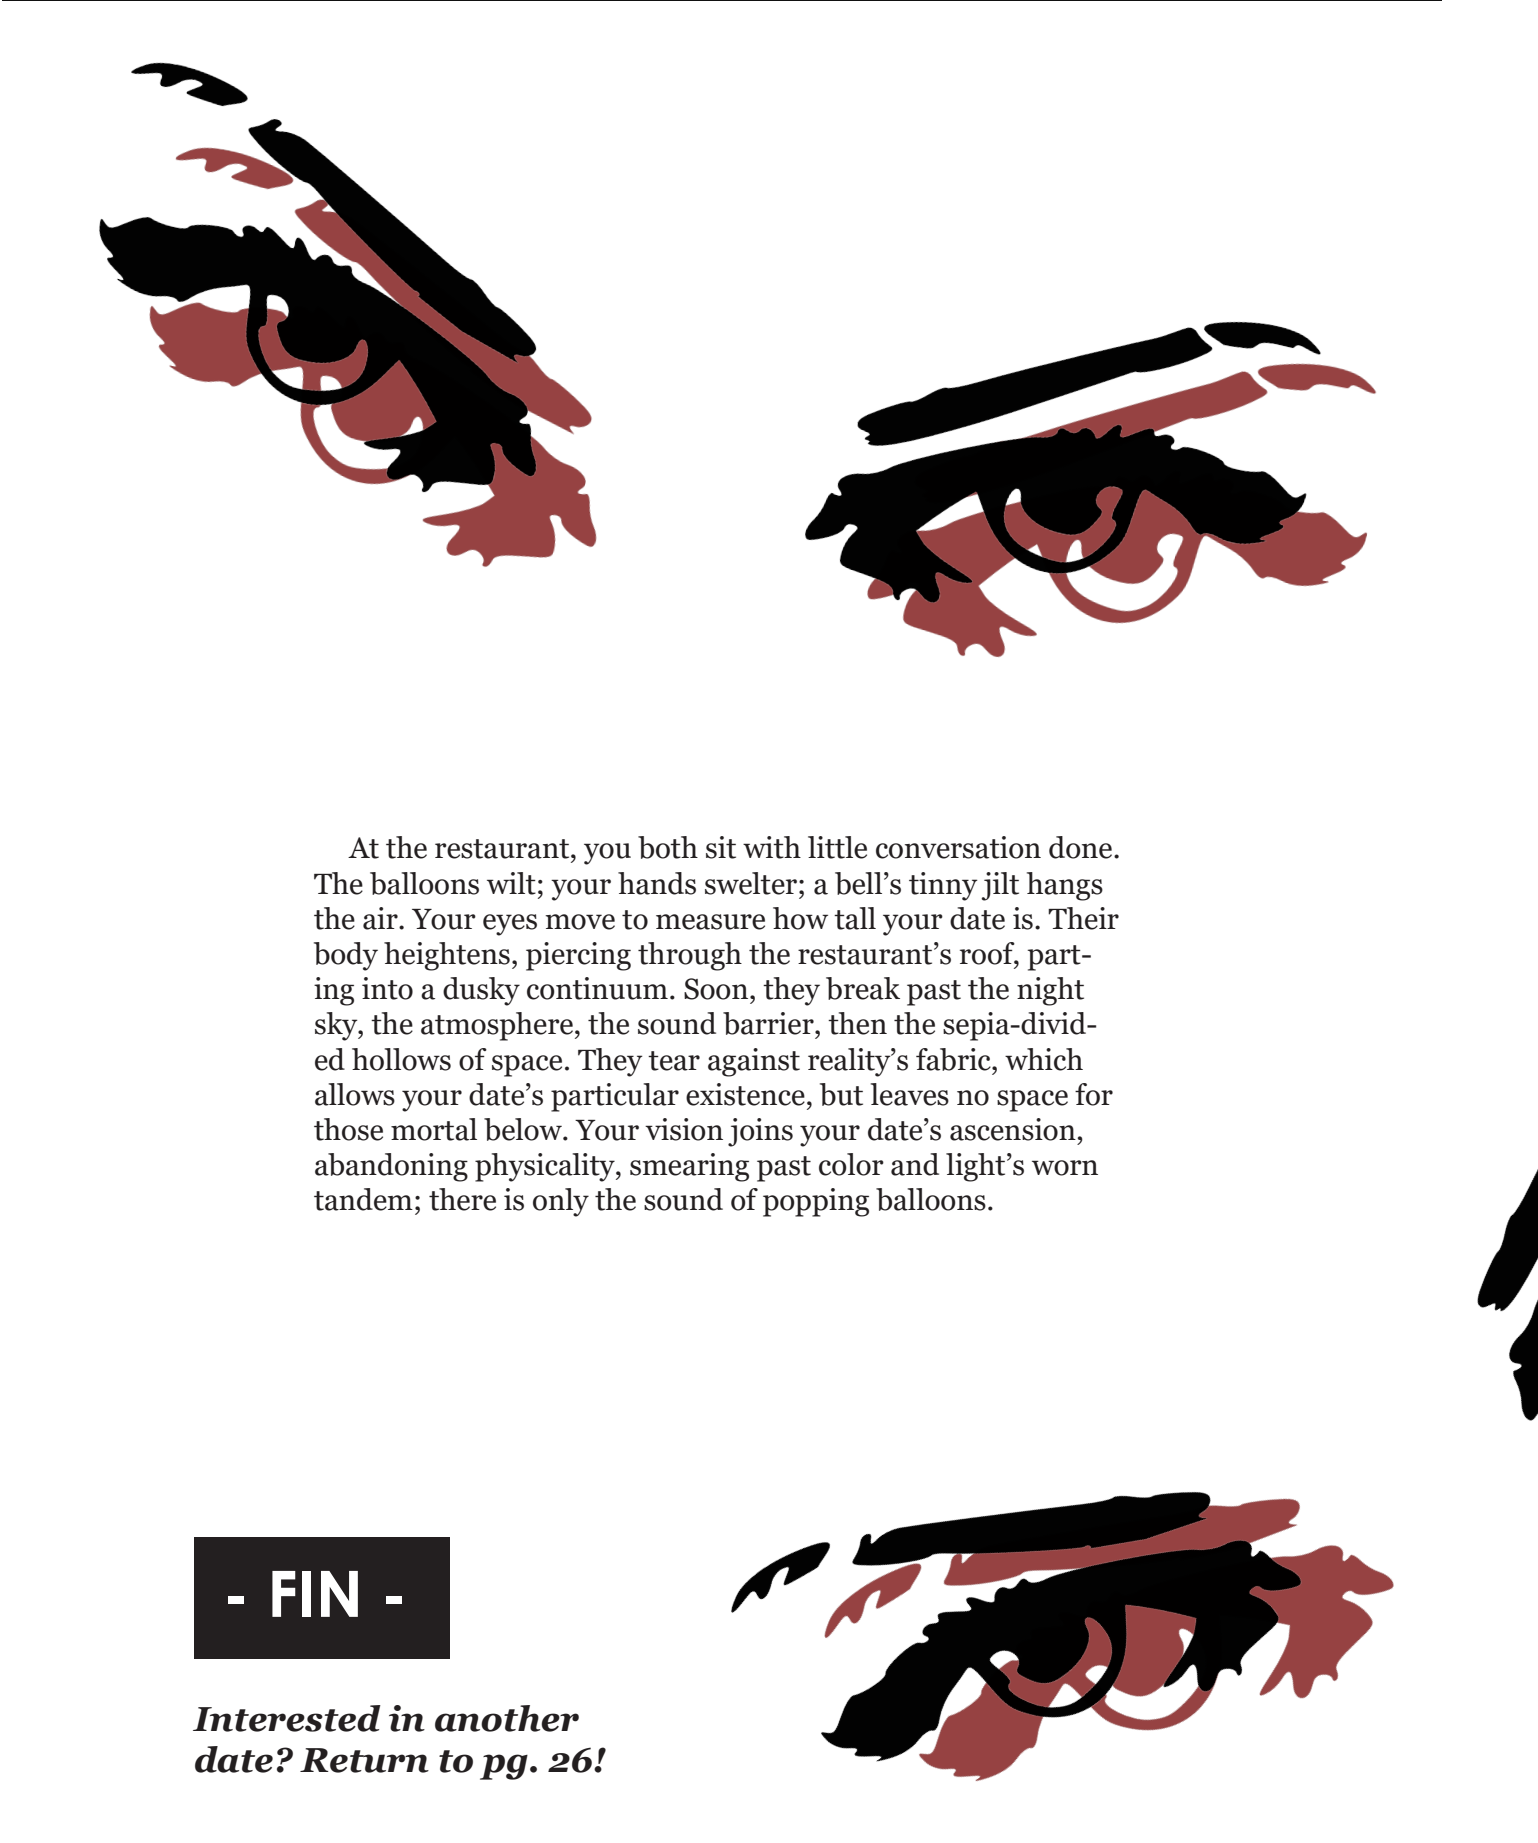 At the restaurant, you both sit with little conversation done.
The balloons wilt; your hands swelter; a bell’s tinny jilt hangs
the air. Your eyes move to measure how tall your date is. Their
body heightens, piercing through the restaurant’s roof, part-
ing into a dusky continuum. Soon, they break past the night
sky, the atmosphere, the sound barrier, then the sepia-divid-
ed hollows of space. They tear against reality’s fabric, which
allows your date’s particular existence, but leaves no space for
those mortal below. Your vision joins your date’s ascension,
abandoning physicality, smearing past color and light’s worn
tandem; there is only the sound of popping balloons.
- FIN -
Interested in another
date? Return to pg. 26!